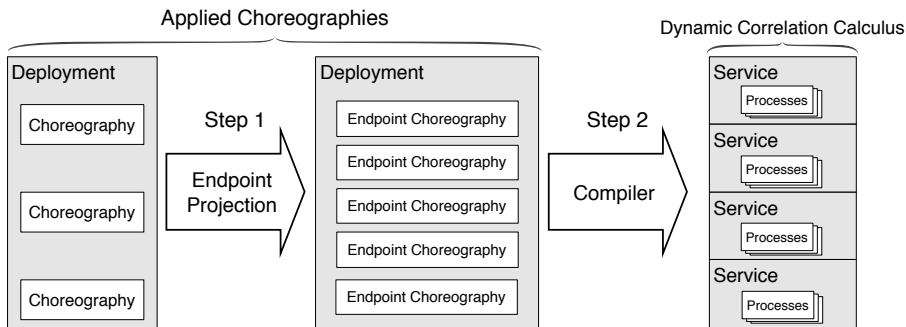 Applied Choreographies
Dynamic Correlation Calculus
Deployment
Choreography
Choreography
Choreography
Step 1
Endpoint
Projection
Deployment
Endpoint Choreography
Endpoint Choreography
Endpoint Choreography
Endpoint Choreography
Endpoint Choreography
Step 2
Compiler
Service
Processes
Service
Processes
Service
Processes
Service
Processes